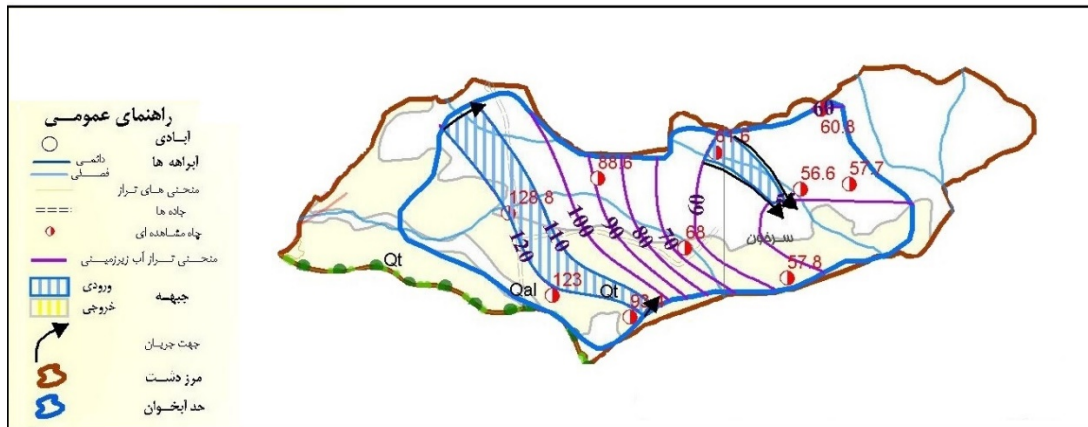 راهنمای عمومی
آبادی
آبراهه ها
دائمی
فصلی
منحنی های تراز
جاده ها
چاه مشاهده ای
منحنی تراز آب زیرزمینی
جبهه
ورودی
خروجی
جهت جریان
مرز دشت
حد آبخوان
60
60.8
88.6
56.6
57.7
128.8
120
110
100
90
80
70
60
68
57.8
123
Qt
Qal
Qt